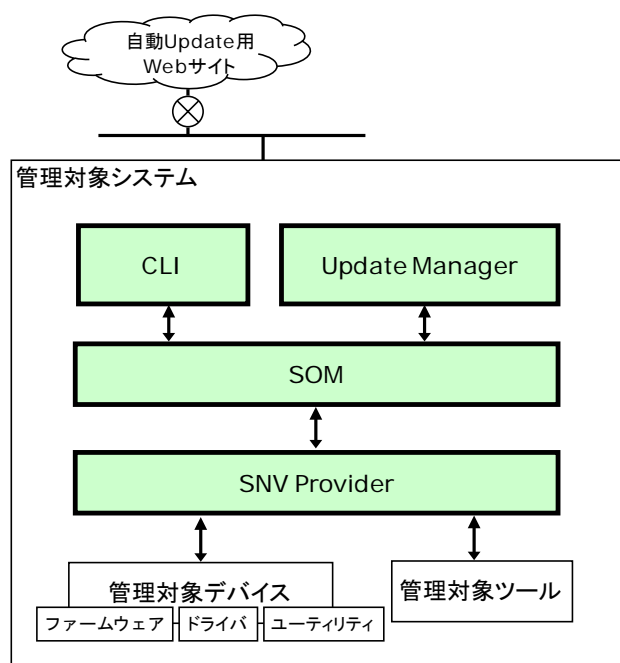 自動Update用
Webサイト
管理対象システム
CLI
Update Manager
SOM
SNV Provider
管理対象デバイス
ファームウェア
ドライバ
ユーティリティ
管理対象ツール